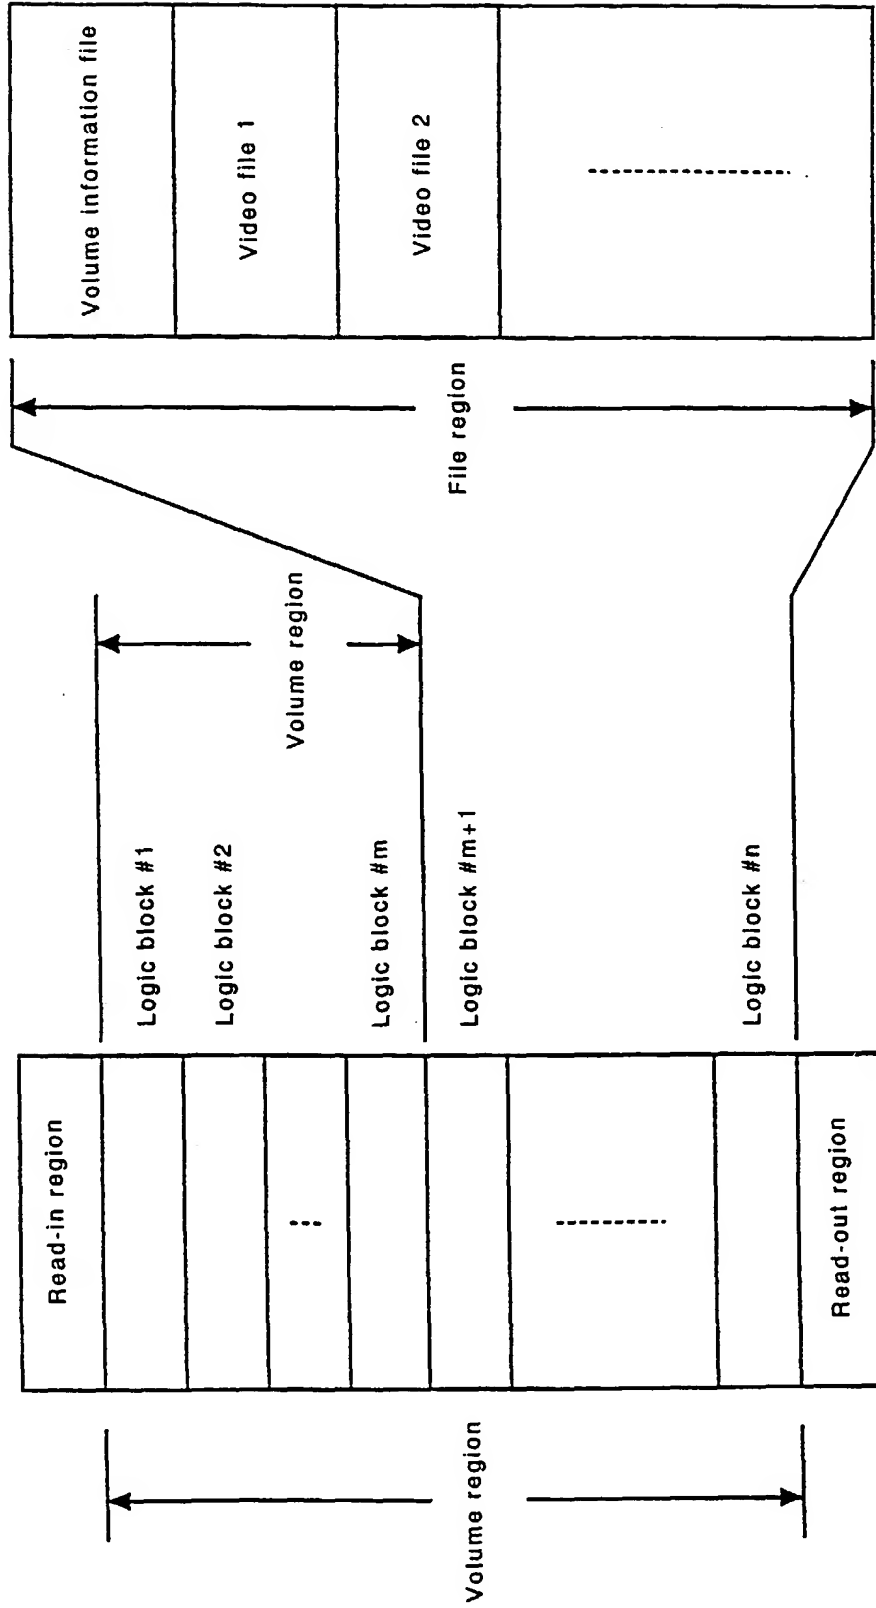 Volume region
Read-in region
Read-out region
Logic block #1
Logic block #2
Logic block #m
Logic block #m+1
Logic block #n
Volume region
File region
Volume information file
Video file 1
Video file 2